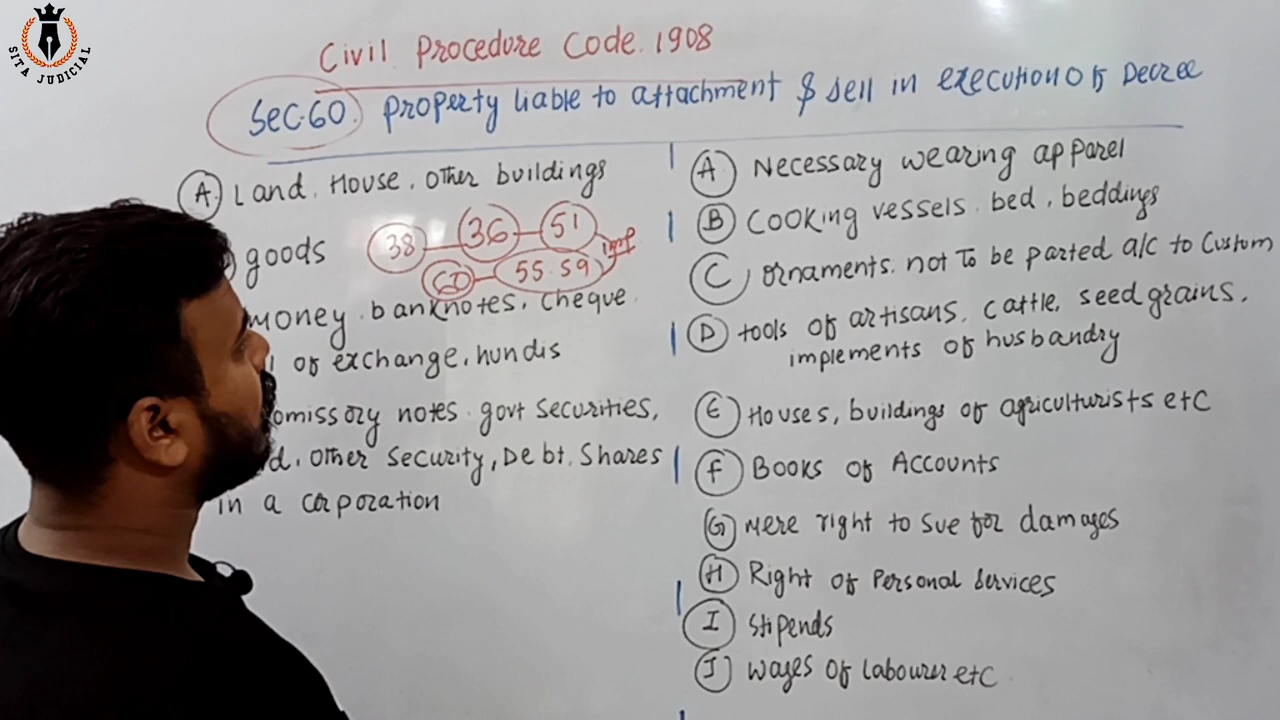 SITA JUDICIAL
Civil Procedure Code. 1908
Sec.60. Property liable to attachment & sell in execution of Decree
A. Land, House, Other buildings
goods
38 36 51
60 55.59 imp
money, banknotes, cheque
of exchange, hundis
notes, govt securities,
Other Security, Debt, Shares
in a corporation
A Necessary wearing apparel
B Cooking vessels, bed, beddings
C Ornaments, not To be parted a/c to Custom
D tools of artisans, cattle, seed grains,
implements of husbandry
E Houses, buildings of agriculturists etc
F Books of Accounts
G Mere right to sue for damages
H Right of Personal Services
I Stipends
J Wages of labourer etc